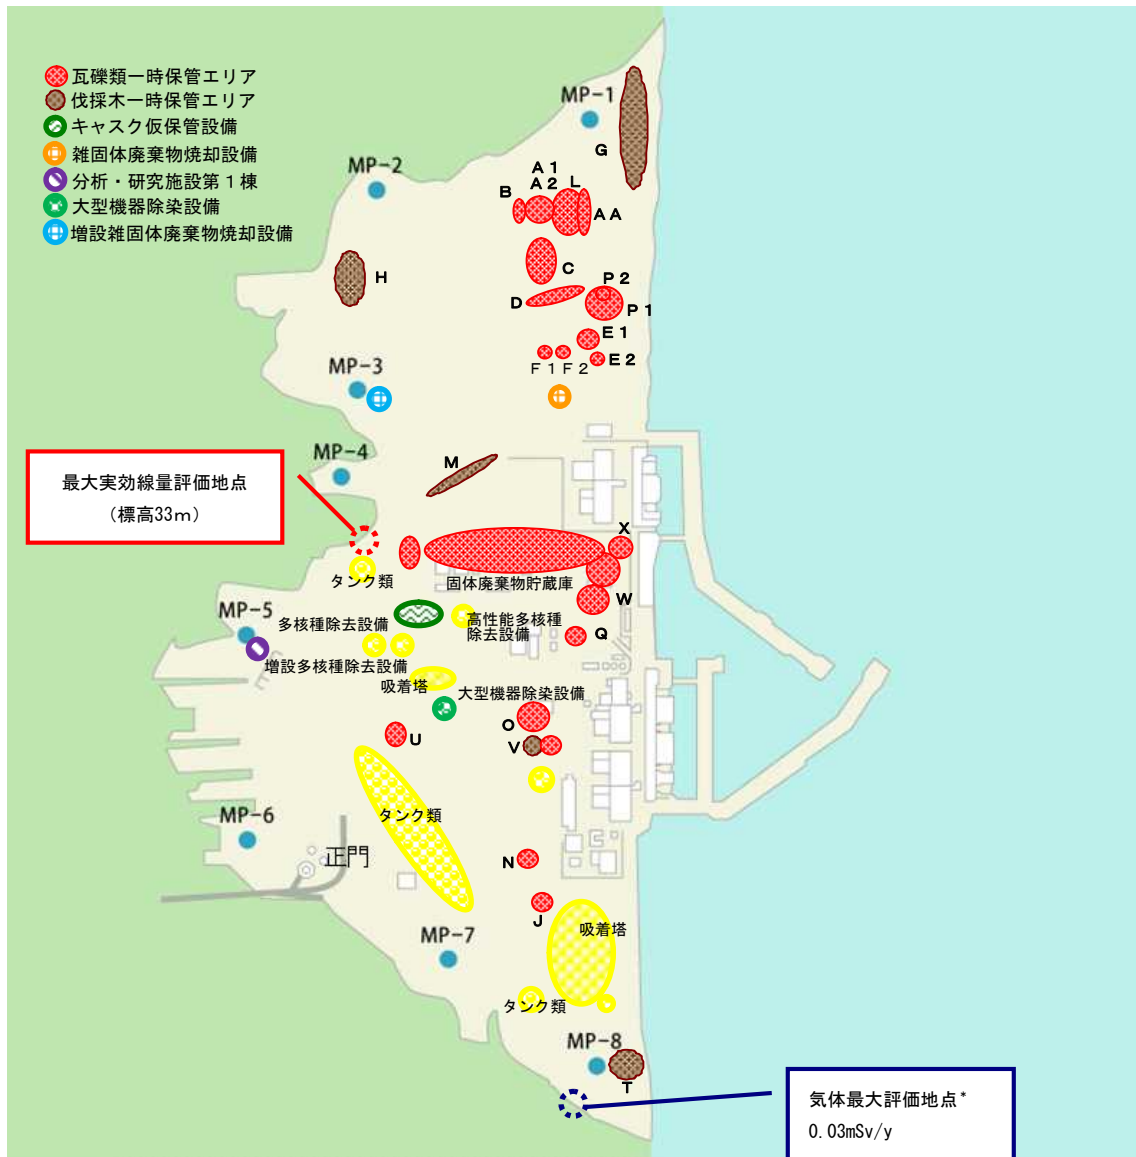 瓦礫類一時保管エリア
伐採木一時保管エリア
キャスク仮保管設備
雑固体廃棄物焼却設備
分析・研究施設第１棟
大型機器除染設備
増設雑固体廃棄物焼却設備
MP-1
G
MP-2
A１
A２
L
B
AA
H
C
P２
D
P１
E１
E２
F１F２
MP-3
MP-4
M
最大実効線量評価地点
（標高33m）
X
タンク類
固体廃棄物貯蔵庫
W
MP-5
多核種除去設備
高性能多核種
除去設備
Q
増設多核種除去設備
吸着塔
大型機器除染設備
O
U
V
タンク類
MP-6
正門
N
J
吸着塔
MP-7
タンク類
MP-8
T
気体最大評価地点*
0.03mSv/y